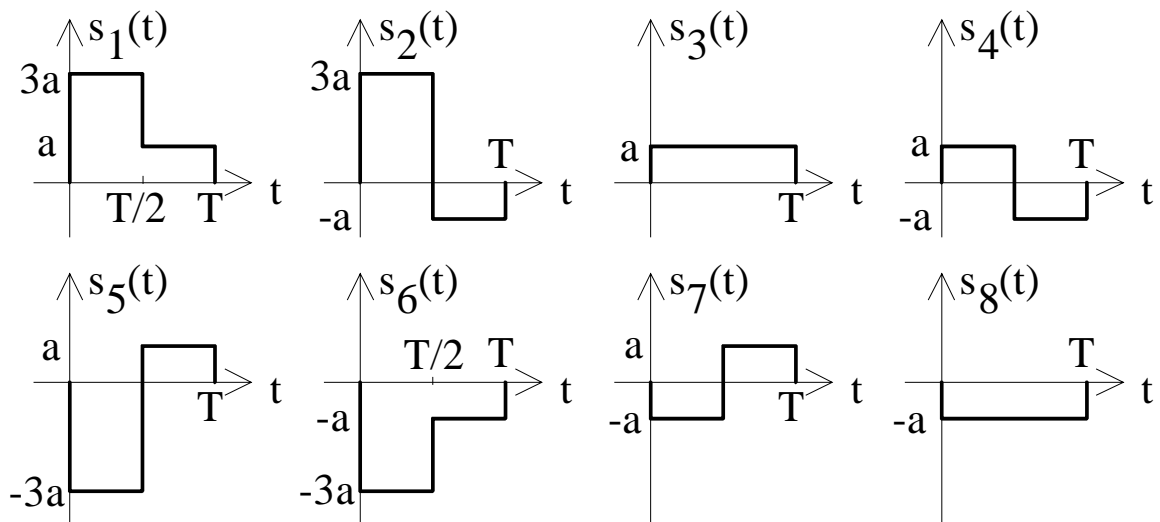 s1(t) s2(t) s3(t) s4(t)
3a 3a
a T a a T
T/2 T t -a t T t -a t
s5(t) s6(t) s7(t) s8(t)
a T/2 T a T
T t -a t -a T t -a t
-3a -3a